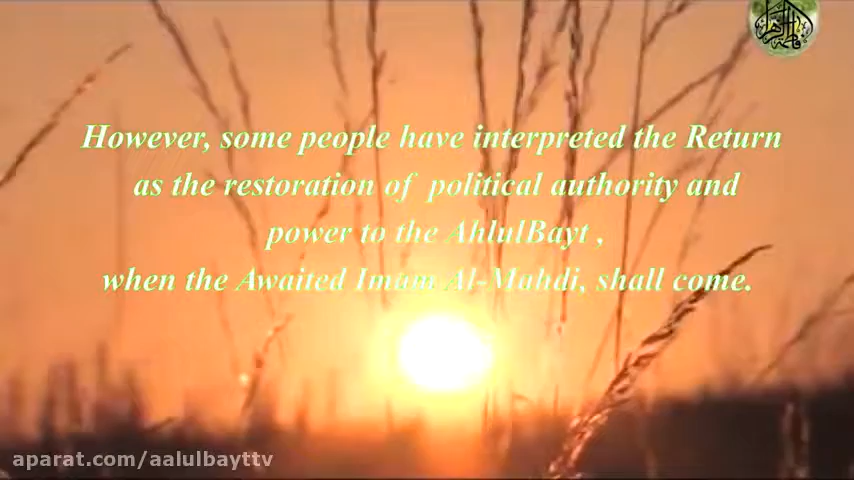 However, some people have interpreted the Return
as the restoration of political authority and
power to the AhlulBayt ,
when the Awaited Imam Al-Mahdi, shall come.
aparat.com/aalulbayttv